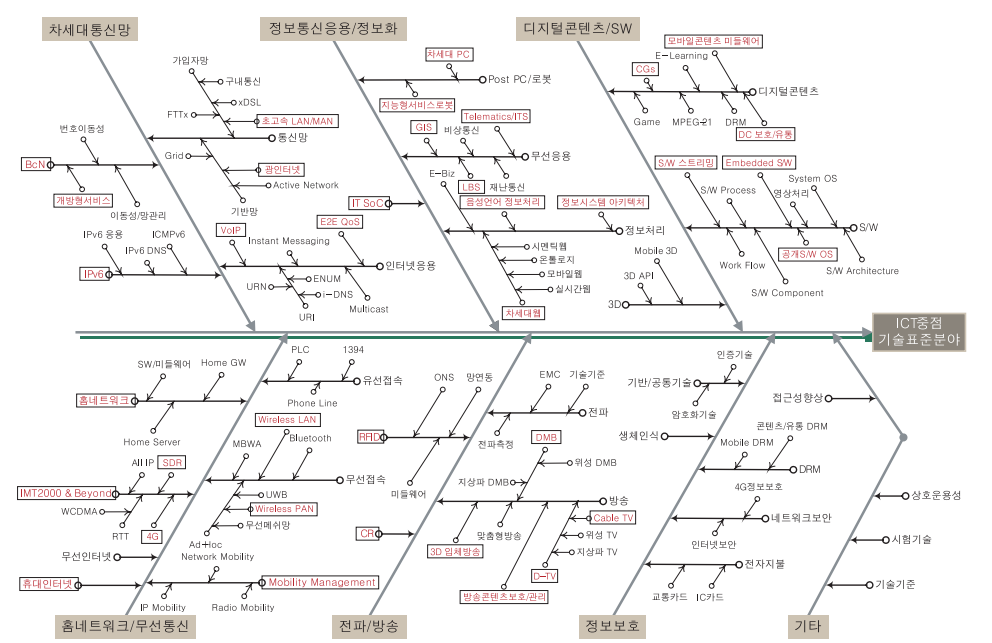 차세대통신망
정보통신응용/정보화
디지털콘텐츠/SW
가입자망
구내통신
xDSL
FTTx
초고속 LAN/MAN
번호이동성
통신망
BcN
Grid
광인터넷
Active Network
개방형서비스
이동성/망관리
기반망
IPv6 응용
ICMPv6
IPv6 DNS
VoIP
Instant Messaging
E2E QoS
IPv6
인터넷응용
URN
ENUM
i-DNS
Multicast
URI
차세대 PC
Post PC/로봇
지능형서비스로봇
Telematics/ITS
GIS
비상통신
무선응용
E-Biz
LBS
재난통신
IT SoC
음성언어 정보처리
정보시스템 아키텍처
정보처리
시멘틱웹
온톨로지
모바일웹
실시간웹
차세대웹
모바일콘텐츠 미들웨어
E-Learning
CGs
디지털콘텐츠
Game
MPEG-21
DRM
DC 보호/유통
S/W 스트리밍
Embedded S/W
System OS
S/W Process
영상처리
S/W
Work Flow
공개S/W OS
S/W Architecture
S/W Component
Mobile 3D
3D API
3D
ICT중점
기술표준분야
SW/미들웨어
Home GW
PLC
1394
유선접속
홈네트워크
Phone Line
Home Server
Wireless LAN
MBWA
Bluetooth
All IP
SDR
무선접속
IMT2000 & Beyond
UWB
WCDMA
Wireless PAN
RTT
4G
무선메쉬망
Ad-Hoc
무선인터넷
Network Mobility
휴대인터넷
Mobility Management
IP Mobility
Radio Mobility
ONS
망연동
EMC
기술기준
전파
RFID
전파측정
DMB
위성 DMB
미들웨어
지상파 DMB
방송
Cable TV
CR
맞춤형방송
위성 TV
3D 입체방송
지상파 TV
D-TV
방송콘텐츠보호/관리
인증기술
기반/공통기술
암호화기술
생체인식
콘텐츠/유통 DRM
Mobile DRM
DRM
4G정보보호
네트워크보안
인터넷보안
전자지불
교통카드
IC카드
접근성향상
상호운용성
시험기술
기술기준
홈네트워크/무선통신
전파/방송
정보보호
기타